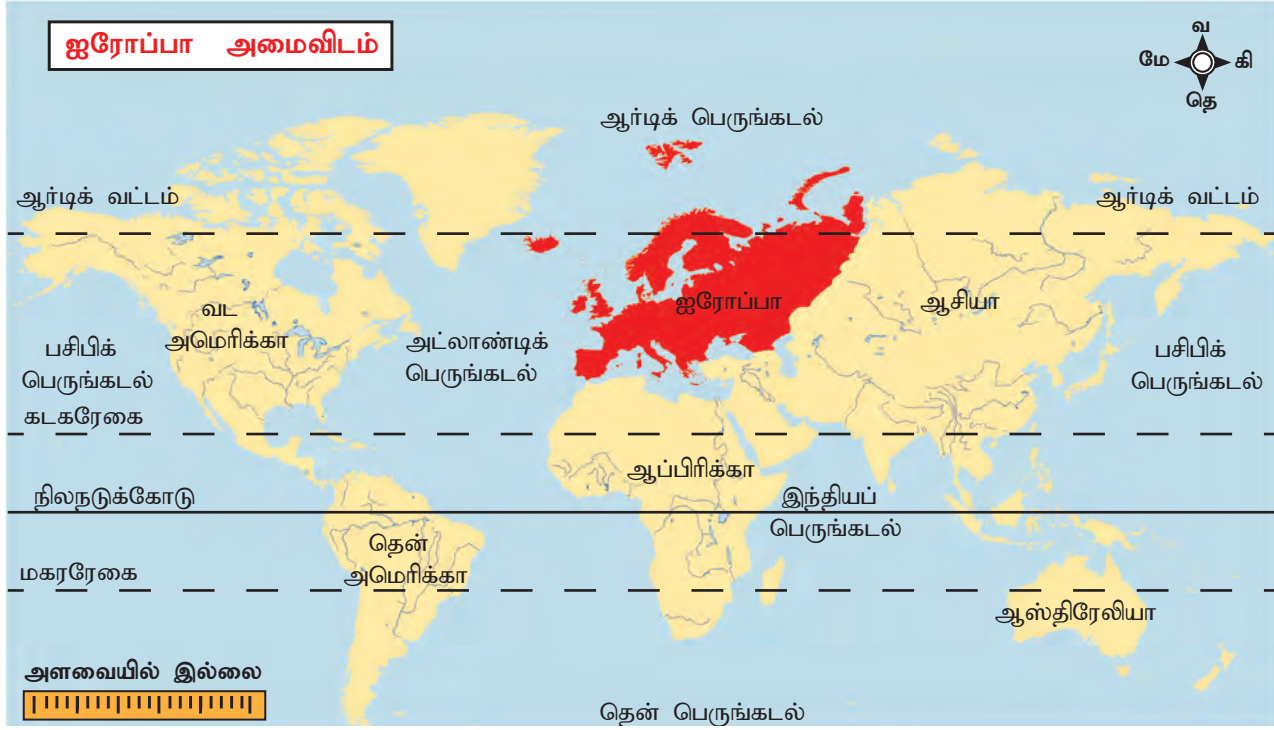 ஐரோப்பா அமைவிடம்
வ
மே கி
தெ
ஆர்டிக் பெருங்கடல்
ஆர்டிக் வட்டம்
ஆர்டிக் வட்டம்
வட
அமெரிக்கா
ஐரோப்பா
ஆசியா
பசிபிக்
பெருங்கடல்
அட்லாண்டிக்
பெருங்கடல்
பசிபிக்
பெருங்கடல்
கடகரேகை
ஆப்பிரிக்கா
நிலநடுக்கோடு
இந்தியப்
பெருங்கடல்
தென்
அமெரிக்கா
மகரரேகை
ஆஸ்திரேலியா
அளவையில் இல்லை
தென் பெருங்கடல்